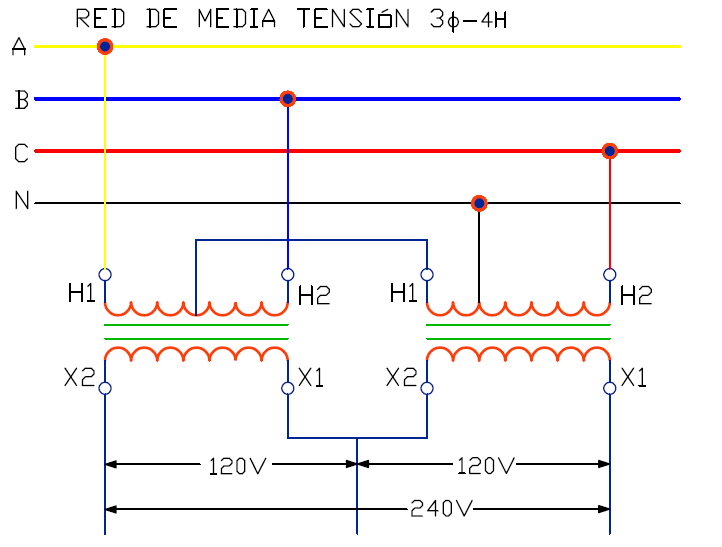 RED DE MEDIA TENSIóN 3ϕ-4H
A
B
C
N
H1 H2 H1 H2
X2 X1 X2 X1
120V 120V
240V